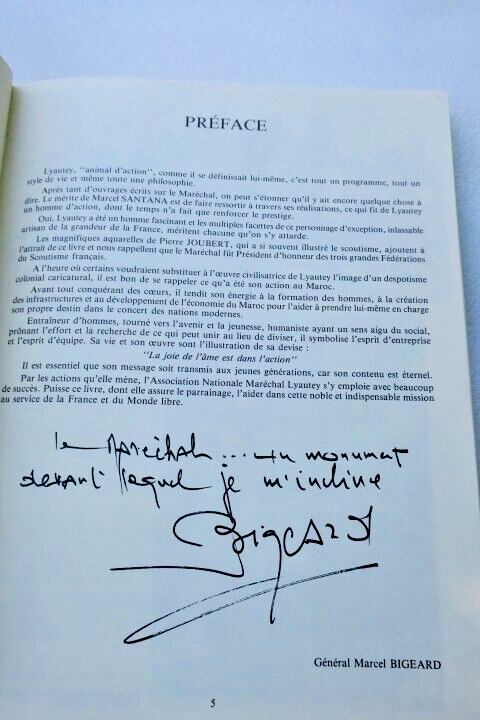 PRÉFACE
Lyautey, "animal d'action", comme il se définissait lui-même, c'est tout un programme, tout un
style de vie et même toute une philosophie.
Après tant d'ouvrages écrits sur le Maréchal, on peut s'étonner qu'il y ait encore quelque chose à
dire. Le mérite de Marcel SANTANA est de faire ressortir à travers ses réalisations, ce qui fit de Lyautey
un homme d'action, dont le temps n'a fait que renforcer le prestige.
Oui, Lyautey a été un homme fascinant et les multiples facettes de ce personnage d'exception, inlassable
artisan de la grandeur de la France, méritent chacune qu'on s'y attarde.
Les magnifiques aquarelles de Pierre JOUBERT, qui a si souvent illustré le scoutisme, ajoutent à
l'attrait de ce livre et nous rappellent que le Maréchal fût Président d'honneur des trois grandes Fédérations
du Scoutisme français.
A l'heure où certains voudraient substituer à l'œuvre civilisatrice de Lyautey l'image d'un despotisme
colonial caricatural, il est bon de se rappeler ce qu'a été son action au Maroc.
Avant tout conquérant des cœurs, il tendit son énergie à la formation des hommes, à la création
des infrastructures et au développement de l'économie du Maroc pour l'aider à prendre lui-même en charge
son propre destin dans le concert des nations modernes.
Entraîneur d'hommes, tourné vers l'avenir et la jeunesse, humaniste ayant un sens aigu du social,
prônant l'effort et la recherche de ce qui peut unir au lieu de diviser, il symbolise l'esprit d'entreprise
et l'esprit d'équipe. Sa vie et son œuvre sont l'illustration de sa devise :
"La joie de l'âme est dans l'action"
Il est essentiel que son message soit transmis aux jeunes générations, car son contenu est éternel.
Par les actions qu'elle mène, l'Association Nationale Maréchal Lyautey s'y emploie avec beaucoup
de succès. Puisse ce livre, dont elle assure le parrainage, l'aider dans cette noble et indispensable mission
au service de la France et du Monde libre.
le Maréchal... un monument
devant lequel je m'incline
BIGEARD
Général Marcel BIGEARD
5